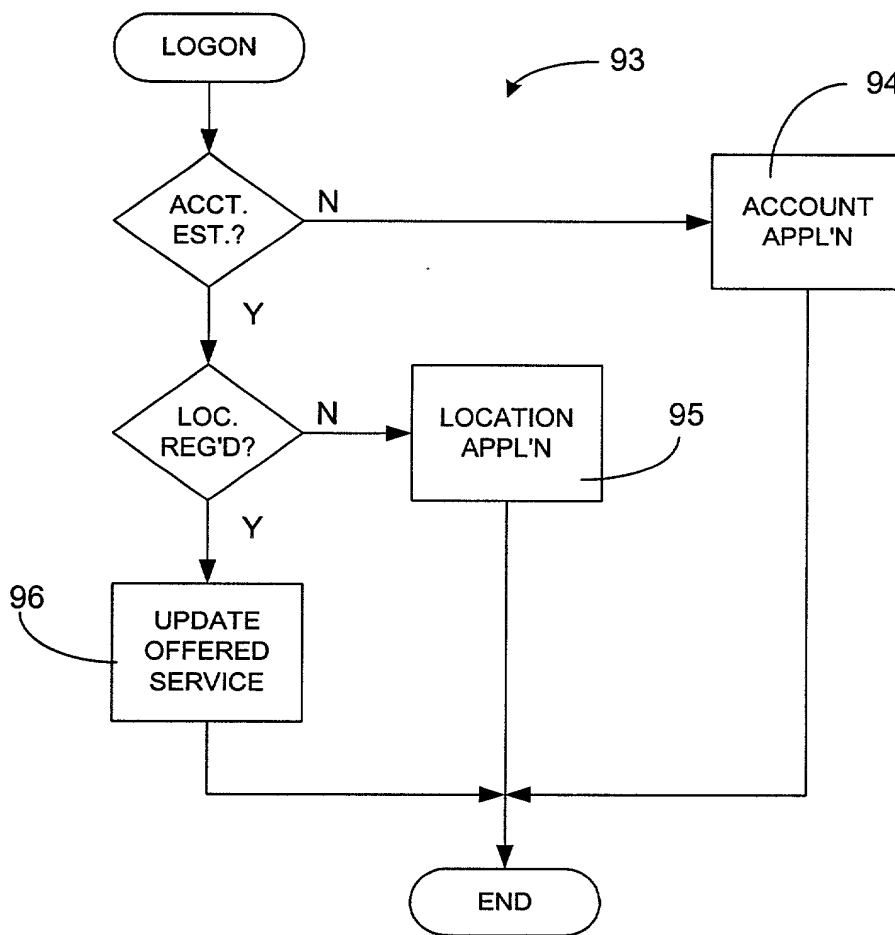 LOGON
93
94
ACCT.
EST.?
N
ACCOUNT
APPL'N
Y
LOC.
REG'D?
N
LOCATION
APPL'N
95
Y
96
UPDATE
OFFERED
SERVICE
END